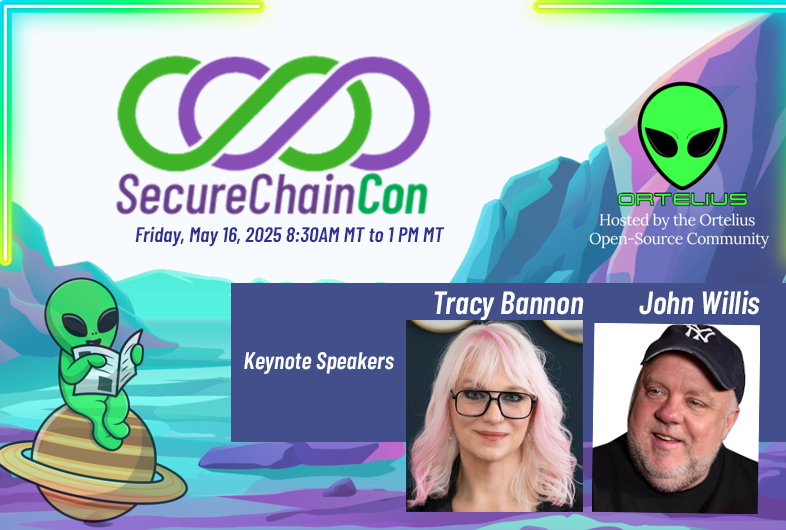 SecureChainCon
Friday, May 16, 2025 8:30AM MT to 1 PM MT
ORTELIUS
Hosted by the Ortelius
Open-Source Community
Tracy Bannon
John Willis
Keynote Speakers
NY